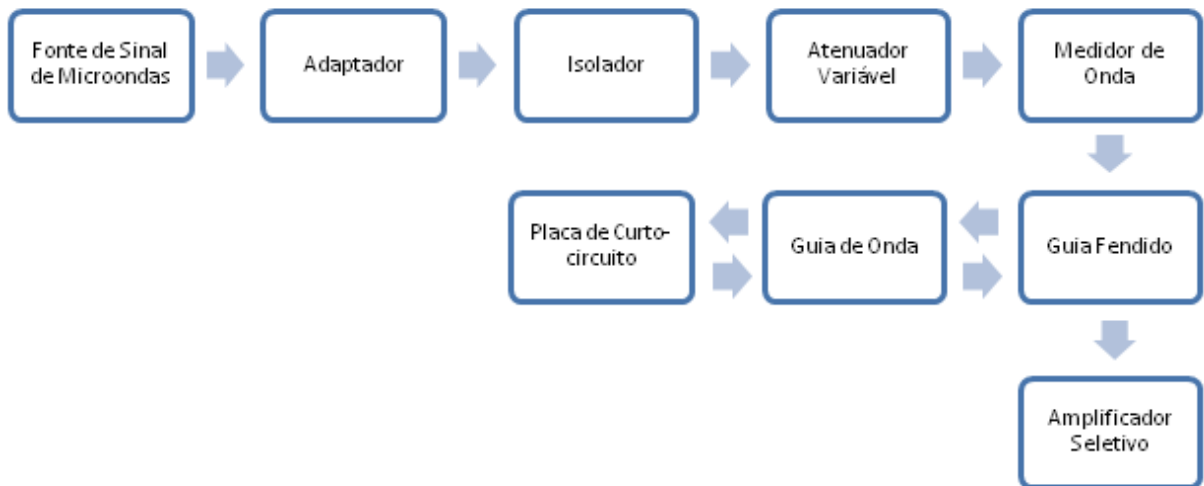 Fonte de Sinal
de Microondas
Adaptador
Isolador
Atenuador
Variável
Medidor de
Onda
Placa de Curto-
circuito
Guia de Onda
Guia Fendido
Amplificador
Seletivo